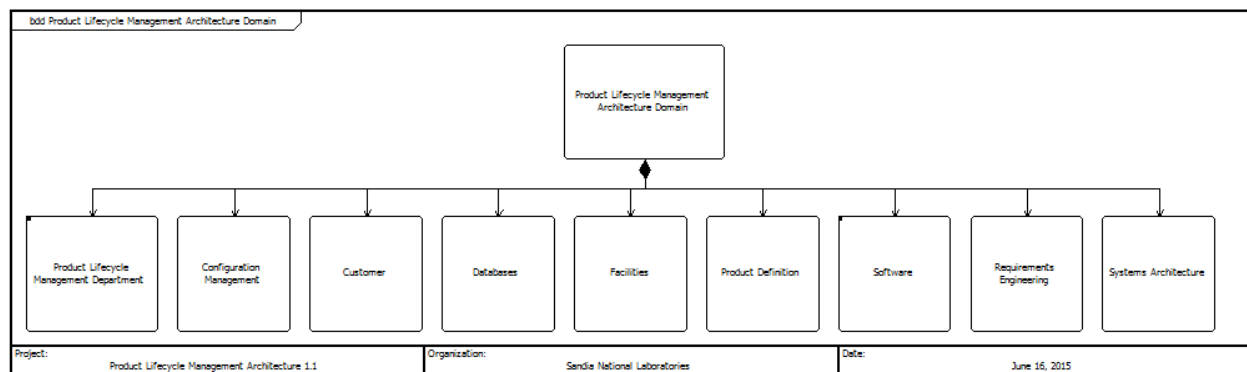 bdd Product Lifecycle Management Architecture Domain
Product Lifecycle Management
Architecture Domain
Product Lifecycle
Management Department
Configuration
Management
Customer
Databases
Facilities
Product Definition
Software
Requirements
Engineering
Systems Architecture
Project:
Product Lifecycle Management Architecture 1.1
Organization:
Sandia National Laboratories
Date:
June 16, 2015